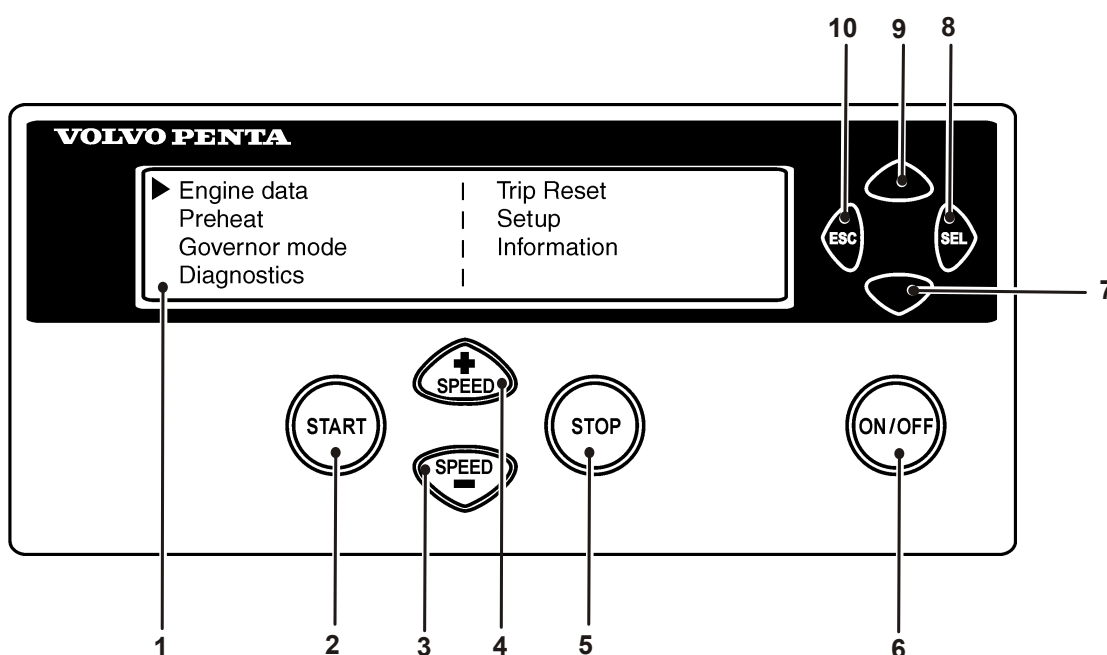 10 9 8
VOLVO PENTA
Engine data | Trip Reset
Preheat | Setup
Governor mode | Information
Diagnostics |
ESC
SEL
7
+
SPEED
START
STOP
ON/OFF
SPEED
-
1 2 3 4 5 6